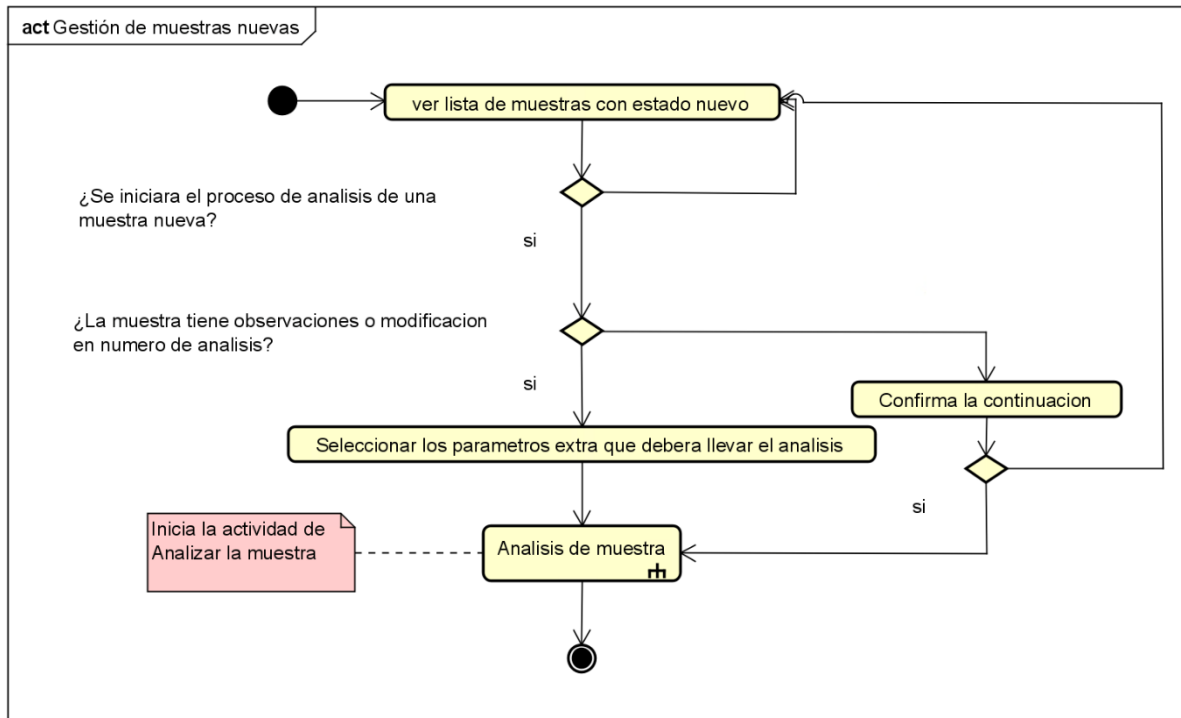 act Gestión de muestras nuevas
ver lista de muestras con estado nuevo
¿Se iniciara el proceso de analisis de una
muestra nueva?
si
¿La muestra tiene observaciones o modificacion
en numero de analisis?
si
Confirma la continuacion
Seleccionar los parametros extra que debera llevar el analisis
si
Inicia la actividad de
Analizar la muestra
Analisis de muestra